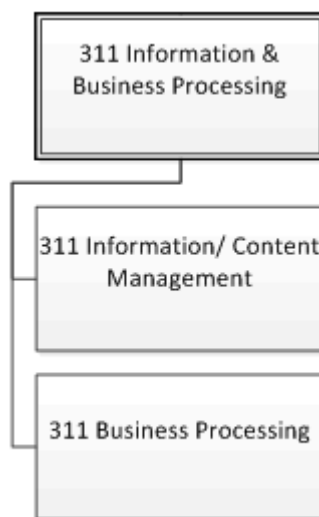 311 Information &
Business Processing
311 Information/ Content
Management
311 Business Processing